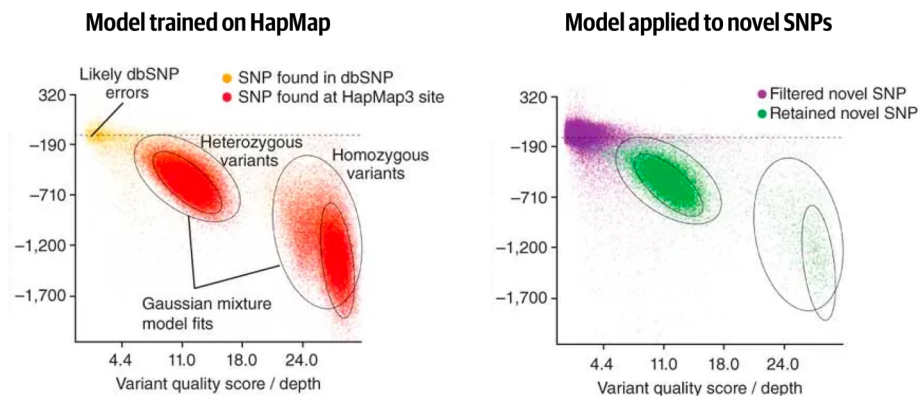 Model trained on HapMap
Likely dbSNP
errors
SNP found in dbSNP
SNP found at HapMap3 site
Heterozygous
variants
Homozygous
variants
Gaussian mixture
model fits
320
−190
−710
−1,200
−1,700
4.4 11.0 18.0 24.0
Variant quality score / depth
Model applied to novel SNPs
Filtered novel SNP
Retained novel SNP
320
−190
−710
−1,200
−1,700
4.4 11.0 18.0 24.0
Variant quality score / depth